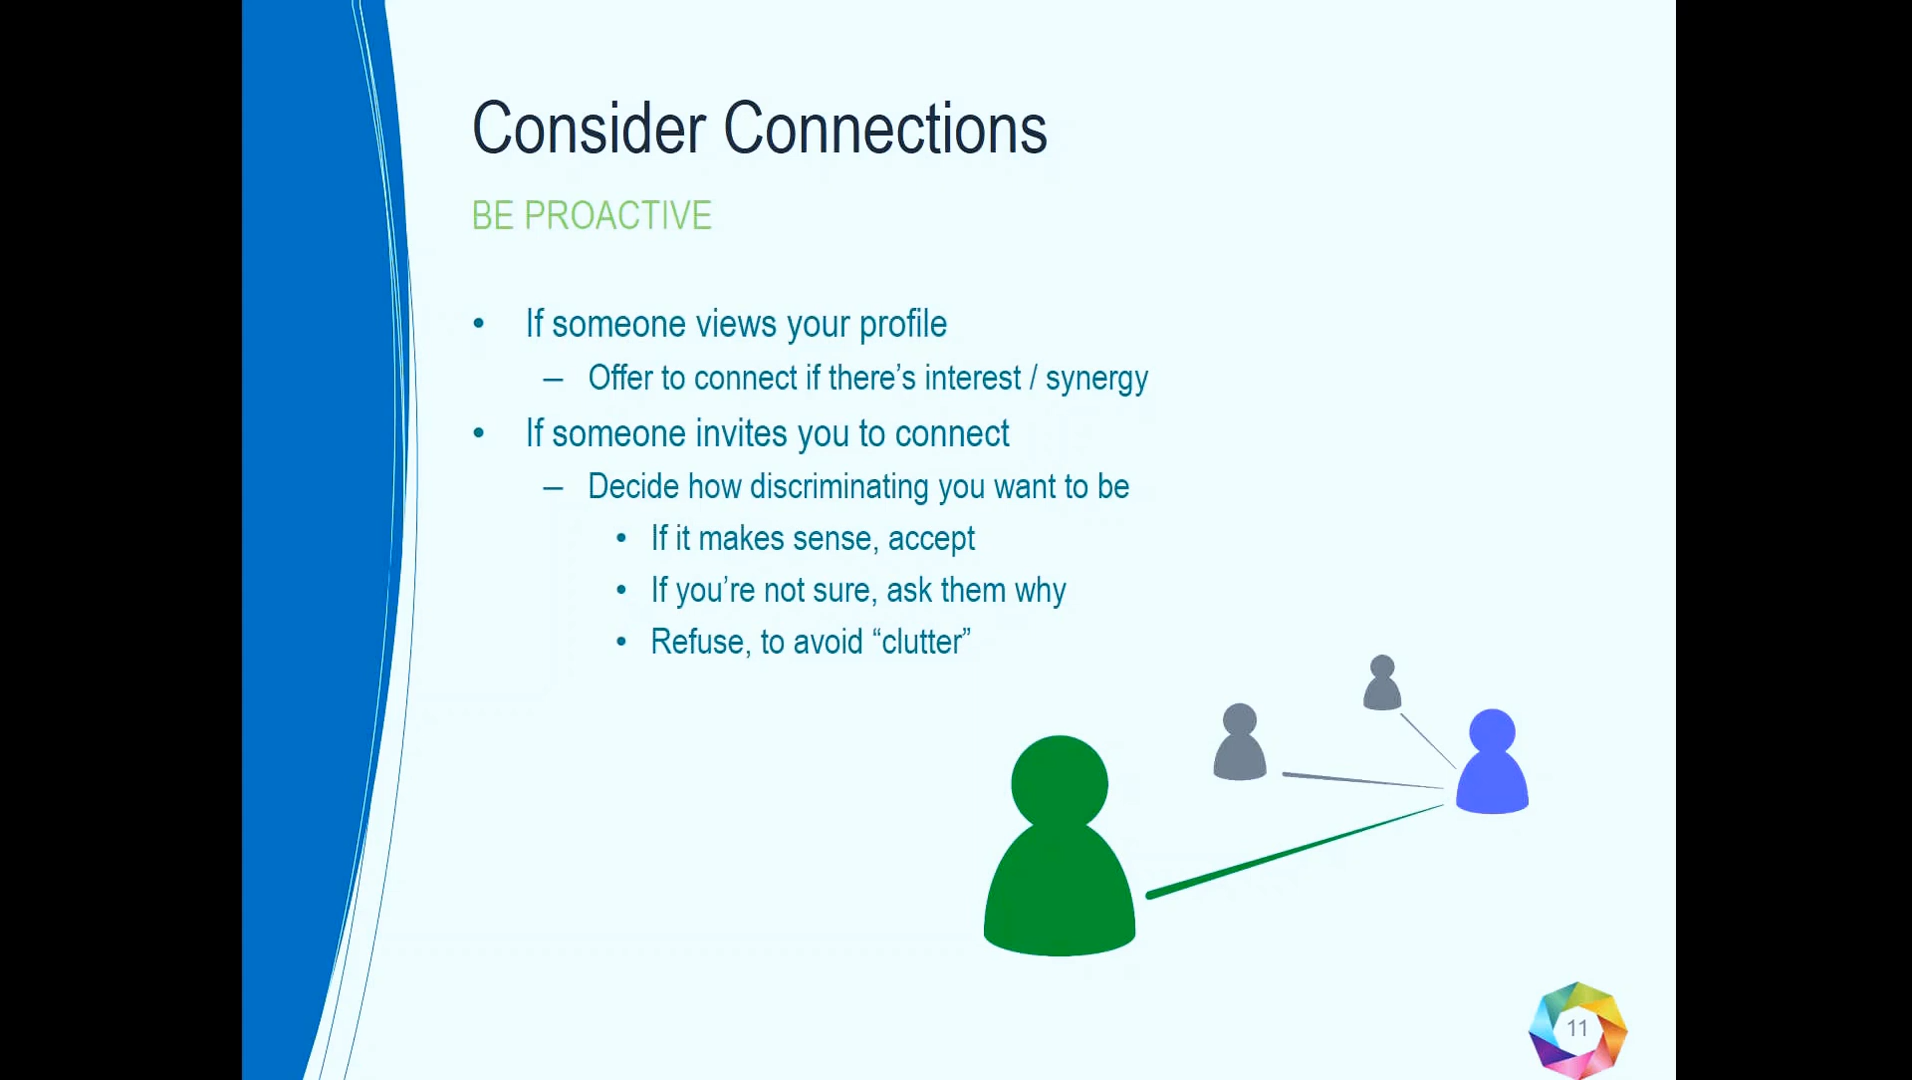 Consider Connections
BE PROACTIVE
• If someone views your profile
– Offer to connect if there’s interest / synergy
• If someone invites you to connect
– Decide how discriminating you want to be
• If it makes sense, accept
• If you’re not sure, ask them why
• Refuse, to avoid “clutter”
11